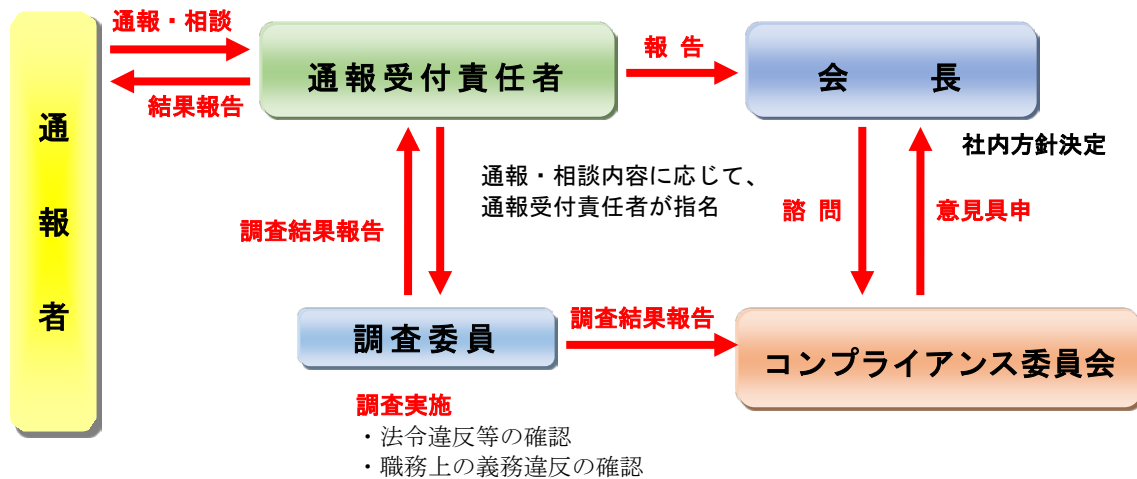 通報・相談
通報受付責任者
報 告
会 長
結果報告
通報者
社内方針決定
通報・相談内容に応じて、
通報受付責任者が指名
調査結果報告
諮 問
意見具申
調査委員
調査結果報告
コンプライアンス委員会
調査実施
・法令違反等の確認
・職務上の義務違反の確認